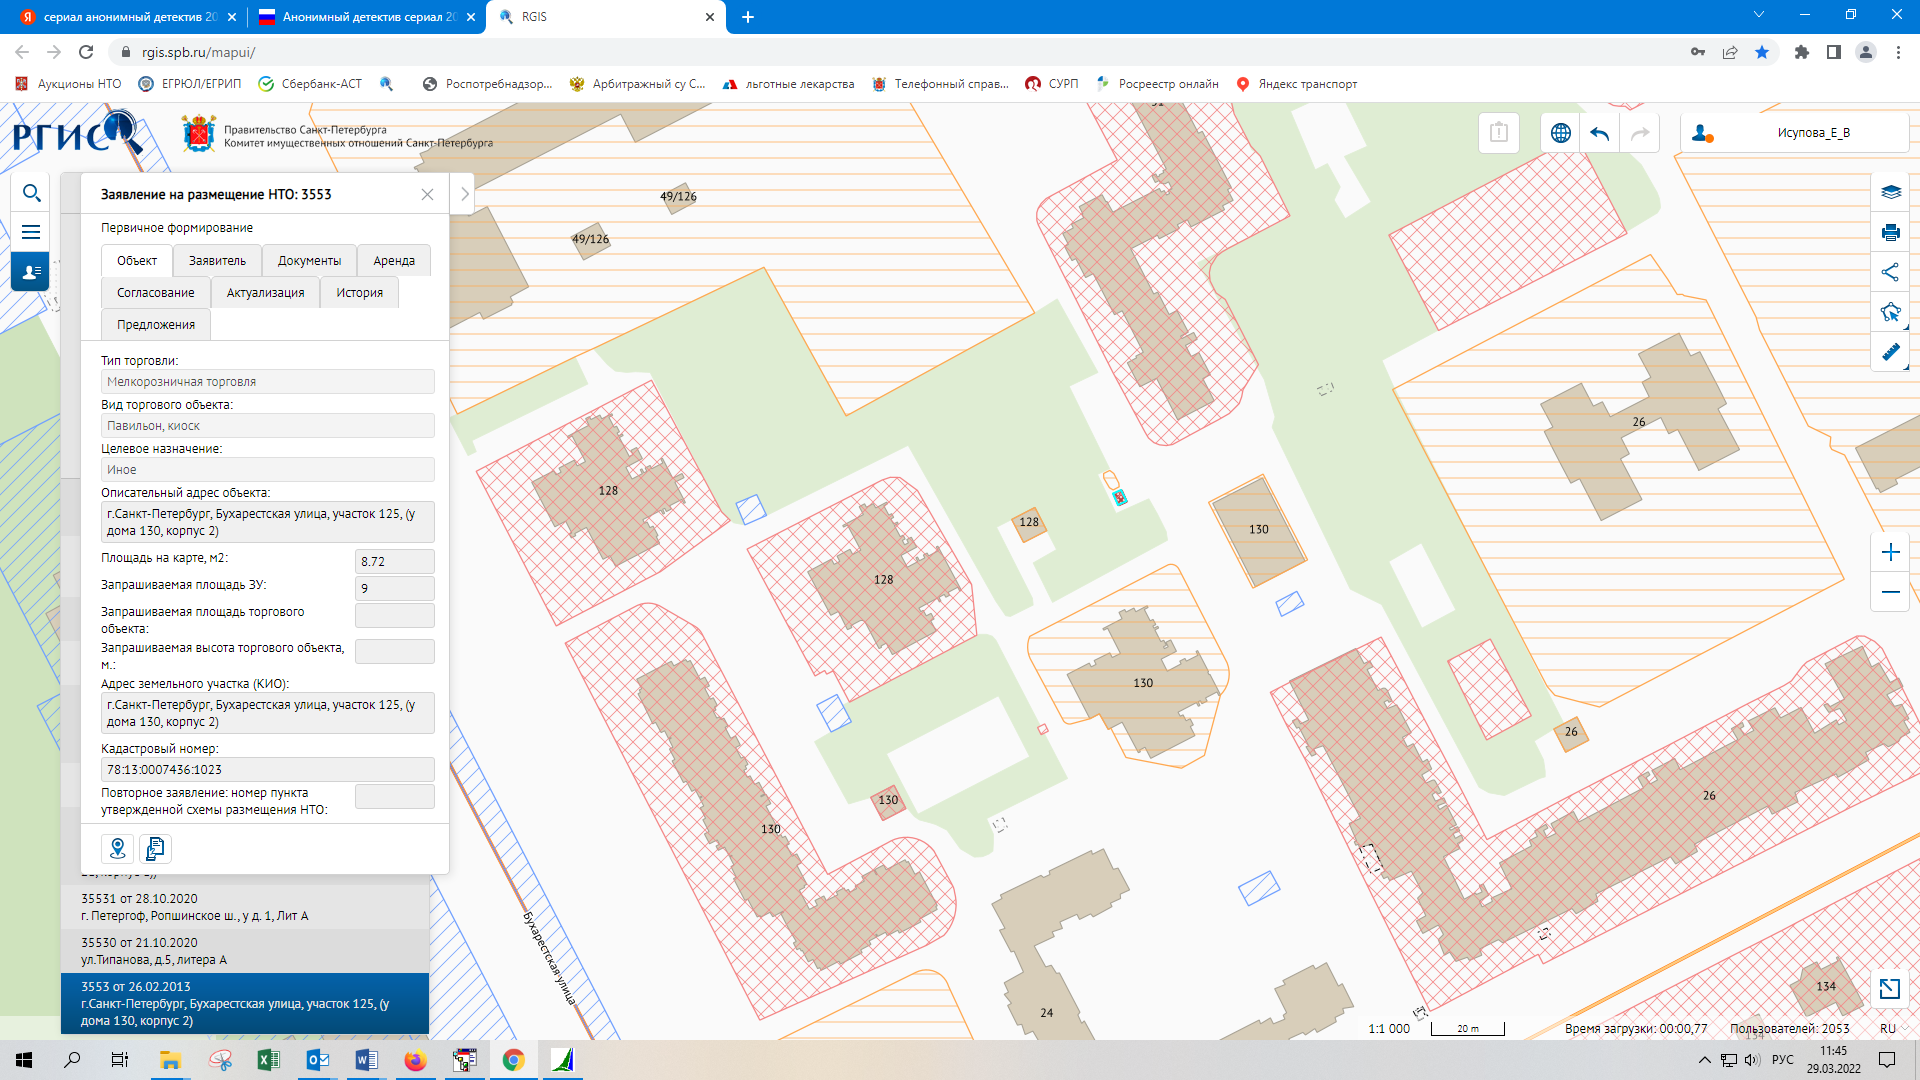 сериал анонимный детектив 20
Анонимный детектив сериал 20
RGIS
rgis.spb.ru/mapui/
Аукционы НТО
ЕГРЮЛ/ЕГРИП
Сбербанк-АСТ
Роспотребнадзор...
Арбитражный су С...
льготные лекарства
Телефонный справ...
СУРП
Росреестр онлайн
Яндекс транспорт
РГИС
Правительство Санкт-Петербурга
Комитет имущественных отношений Санкт-Петербурга
Исупова_Е_В
Заявление на размещение НТО: 3553
Первичное формирование
Объект
Заявитель
Документы
Аренда
Согласование
Актуализация
История
Предложения
Тип торговли:
Мелкорозничная торговля
Вид торгового объекта:
Павильон, киоск
Целевое назначение:
Иное
Описательный адрес объекта:
г.Санкт-Петербург, Бухарестская улица, участок 125, (у
дома 130, корпус 2)
Площадь на карте, м2:
8.72
Запрашиваемая площадь ЗУ:
9
Запрашиваемая площадь торгового
объекта:
Запрашиваемая высота торгового объекта,
м.:
Адрес земельного участка (КИО):
г.Санкт-Петербург, Бухарестская улица, участок 125, (у
дома 130, корпус 2)
Кадастровый номер:
78:13:0007436:1023
Повторное заявление: номер пункта
утвержденной схемы размещения НТО:
35531 от 28.10.2020
г. Петергоф, Ропшинское ш., у д. 1, Лит А
35530 от 21.10.2020
ул.Типанова, д.5, литера А
3553 от 26.02.2013
г.Санкт-Петербург, Бухарестская улица, участок 125, (у
дома 130, корпус 2)
49/126
49/126
26
128
128
130
128
130
26
26
130
130
134
24
Бухарестская улица
1:1 000
20 m
Время загрузки: 00:00,77
Пользователей: 2053
RU
РУС
11:45
29.03.2022